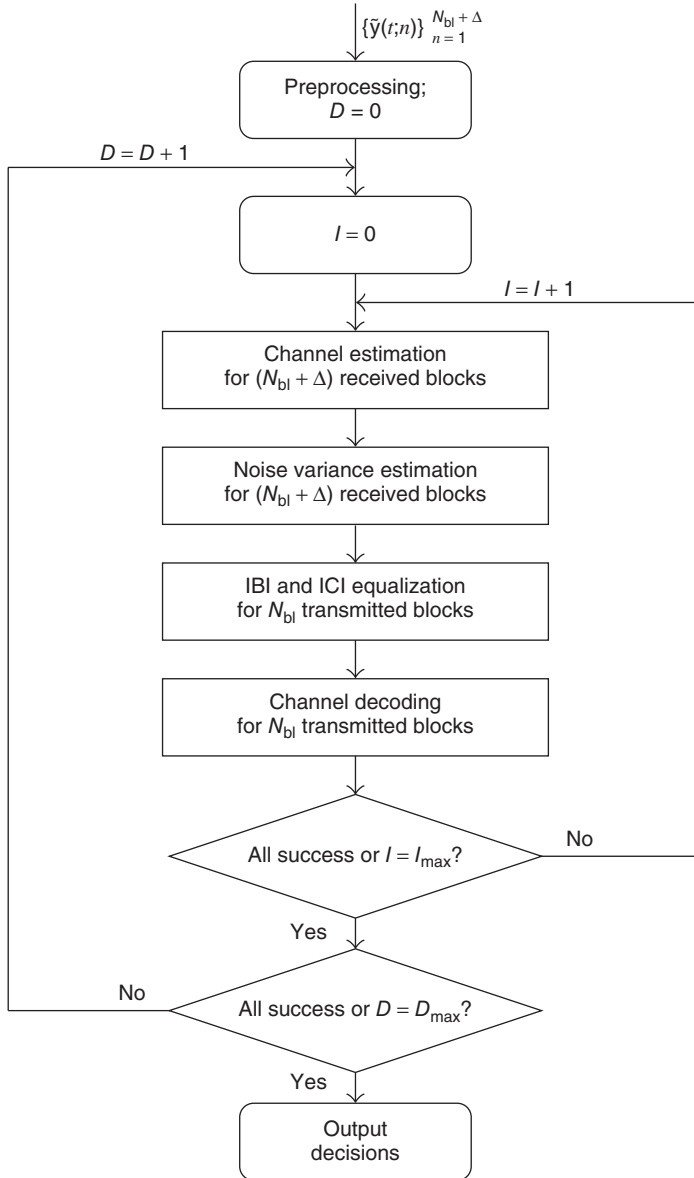 {ỹ(t;n)} N_bl + Δ n = 1
Preprocessing;
D = 0
D = D + 1
I = 0
I = I + 1
Channel estimation
for (N_bl + Δ) received blocks
Noise variance estimation
for (N_bl + Δ) received blocks
IBI and ICI equalization
for N_bl transmitted blocks
Channel decoding
for N_bl transmitted blocks
All success or I = I_max?
No
Yes
No
All success or D = D_max?
Yes
Output
decisions